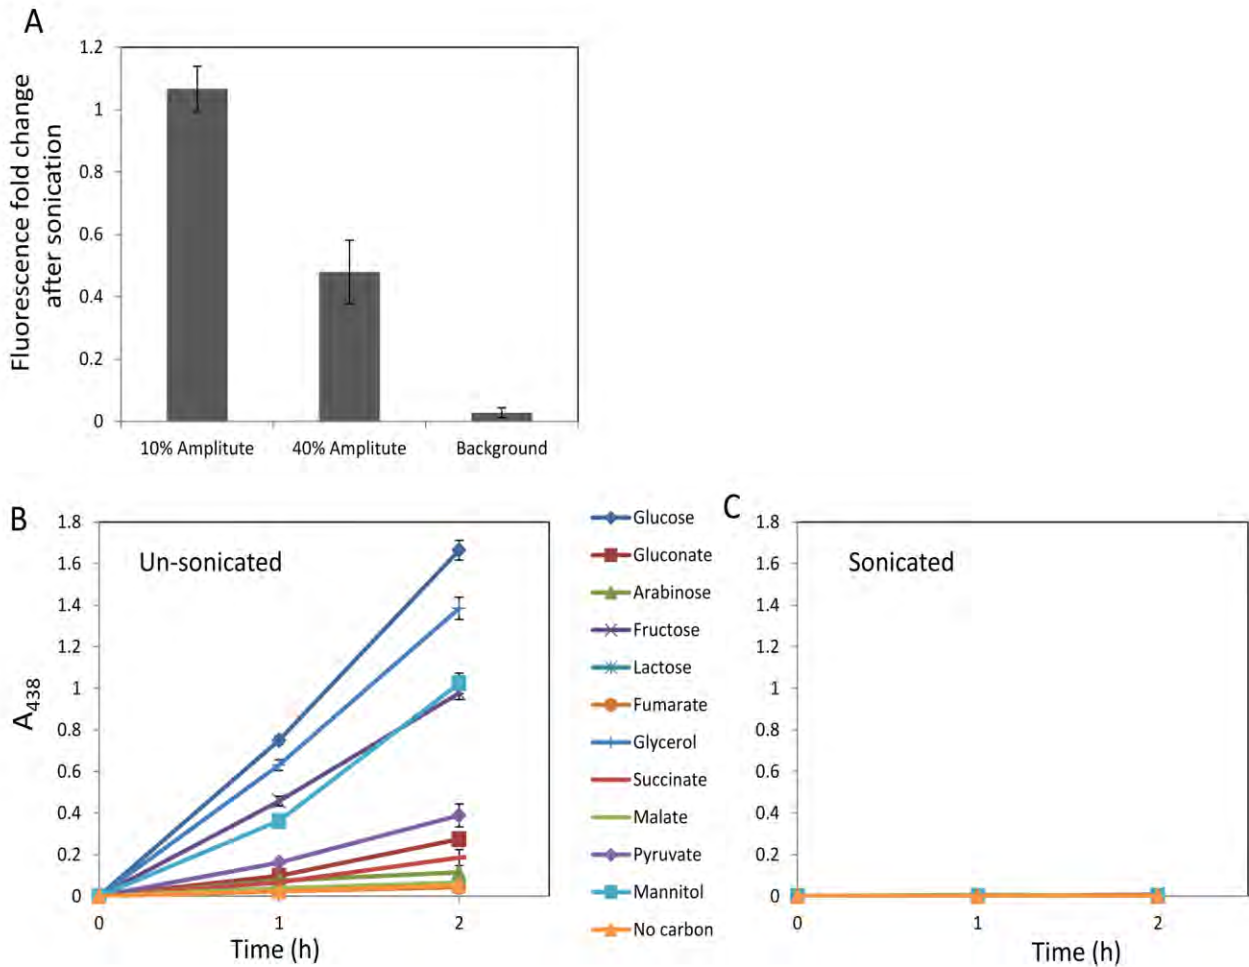 A
Fluorescence fold change
after sonication
1.2
1
0.8
0.6
0.4
0.2
0
10% Amplitute
40% Amplitute
Background
B
A438
1.8
1.6
1.4
1.2
1
0.8
0.6
0.4
0.2
0
Un-sonicated
0
1
2
Time (h)
Glucose
Gluconate
Arabinose
Fructose
Lactose
Fumarate
Glycerol
Succinate
Malate
Pyruvate
Mannitol
No carbon
C
1.8
1.6
1.4
1.2
1
0.8
0.6
0.4
0.2
0
Sonicated
0
1
2
Time (h)